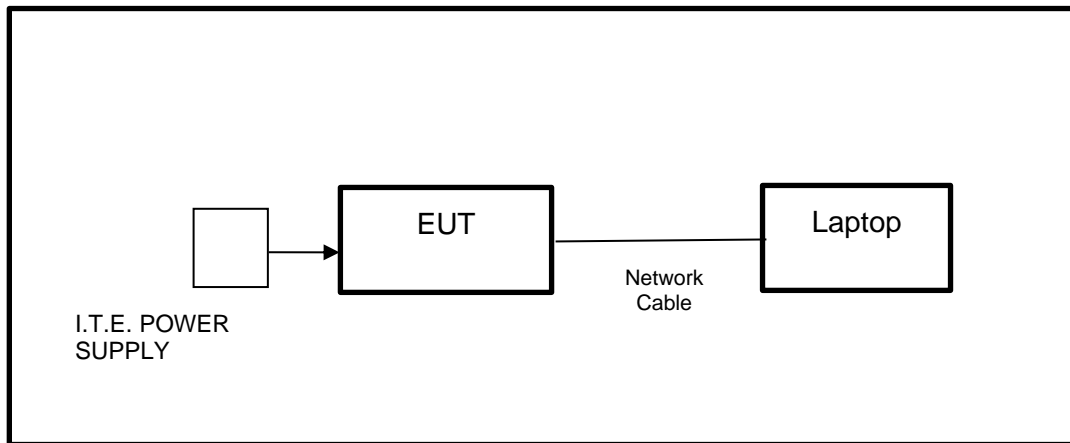 EUT
Laptop
Network
Cable
I.T.E. POWER
SUPPLY